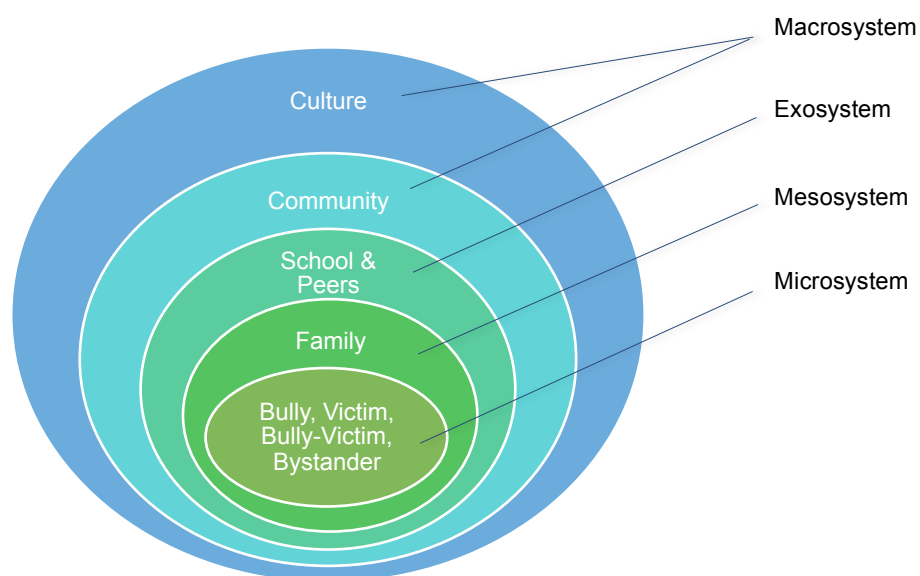 Macrosystem
Culture
Exosystem
Community
Mesosystem
School &
Peers
Microsystem
Family
Bully, Victim,
Bully-Victim,
Bystander